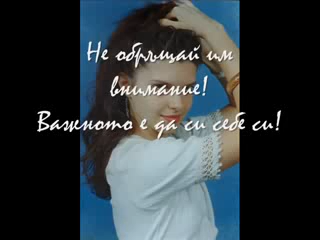 Не обръщай им
внимание!
Важното е да си себе си!